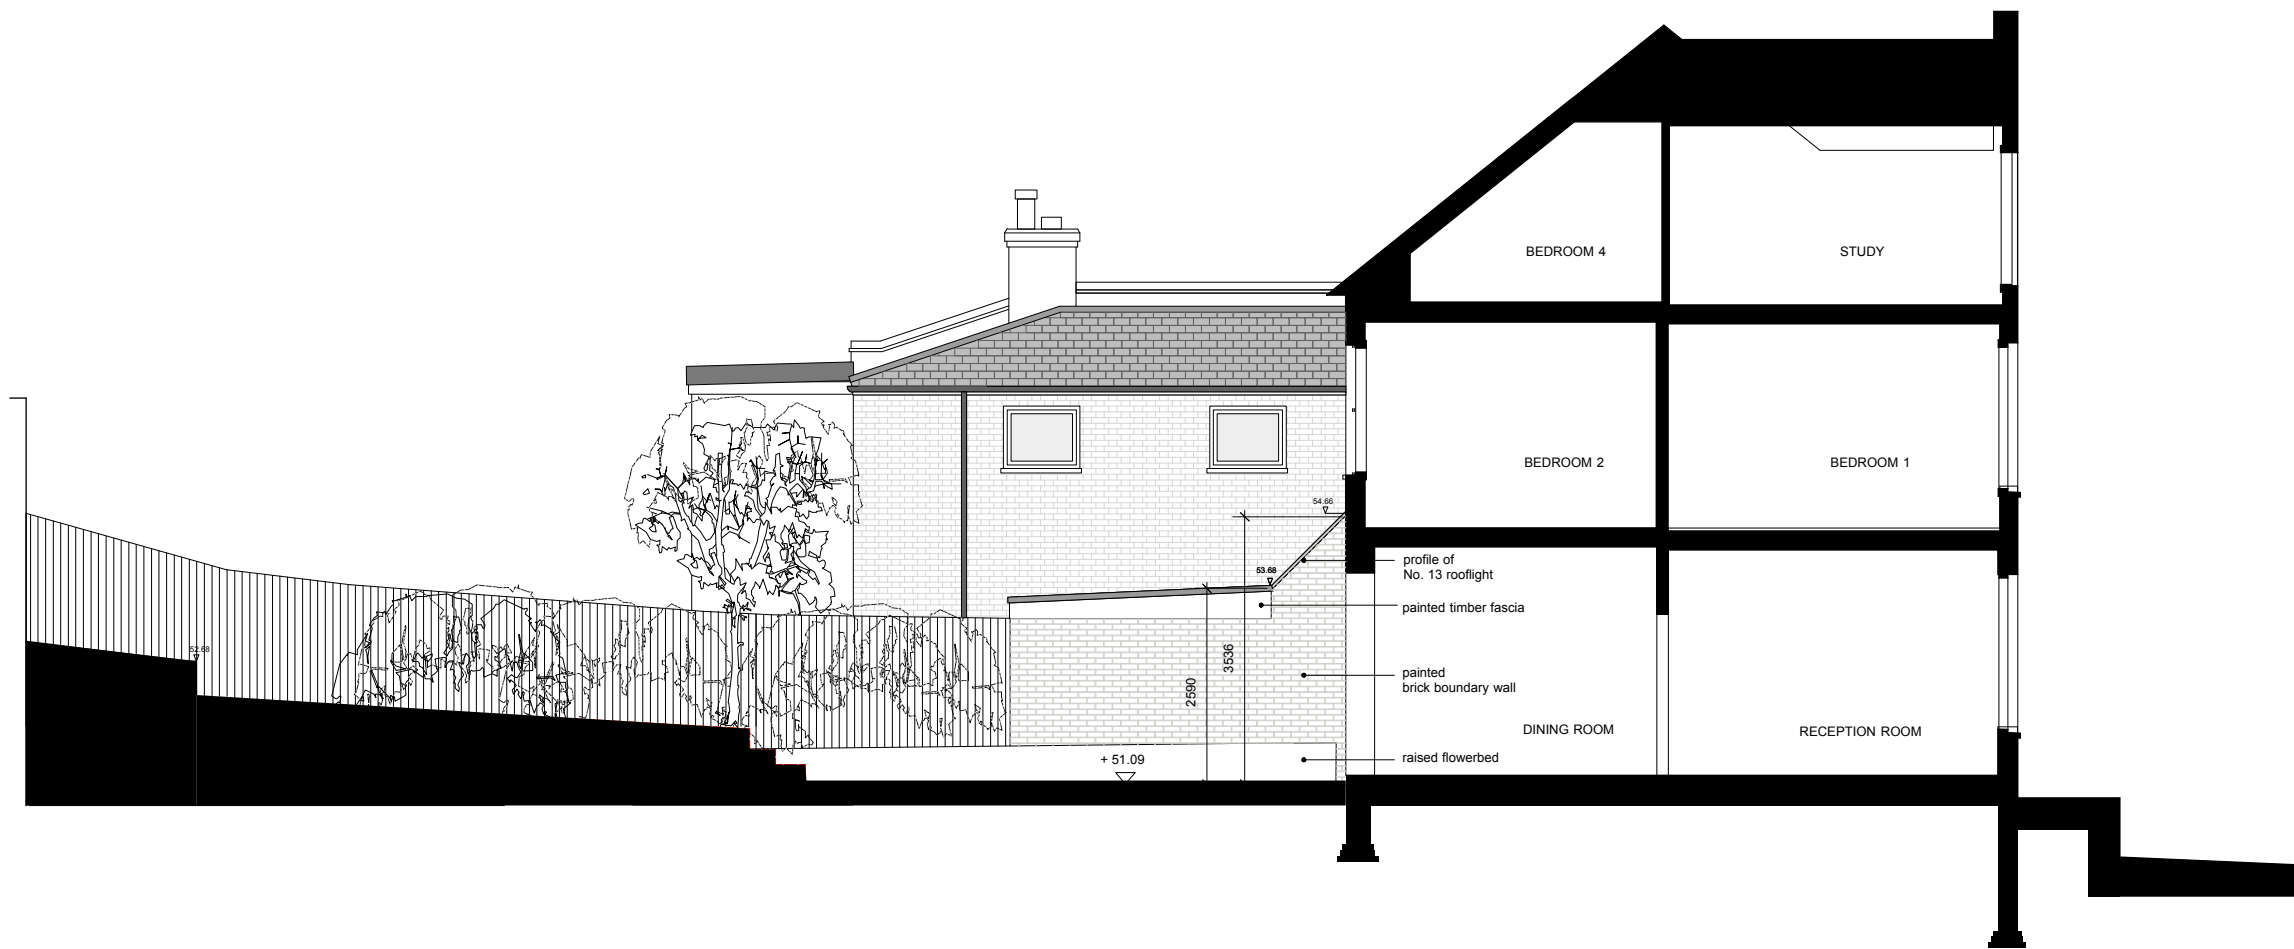 BEDROOM 4
STUDY
BEDROOM 2
BEDROOM 1
54.66
53.68
profile of
No. 13 rooflight
painted timber fascia
52.68
3536
2590
painted
brick boundary wall
DINING ROOM
RECEPTION ROOM
raised flowerbed
+ 51.09